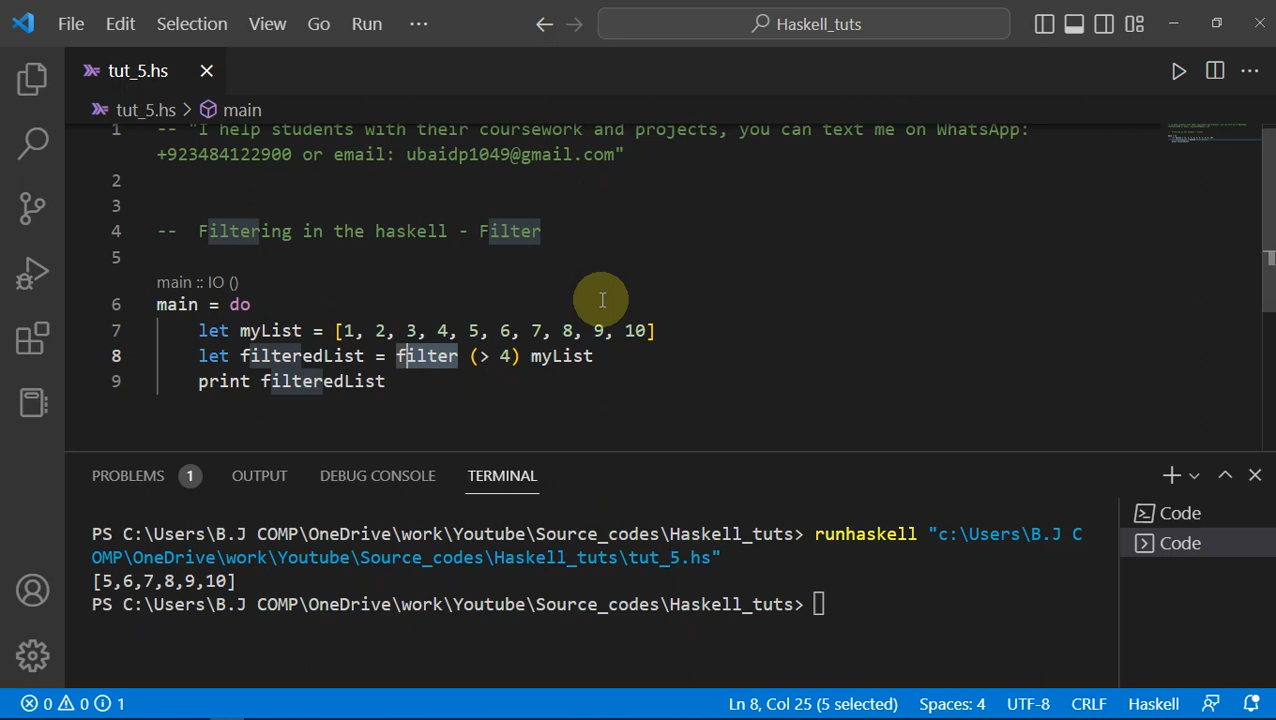 File Edit Selection View Go Run ··· Haskell_tuts
tut_5.hs
tut_5.hs > main
1 -- "I help students with their coursework and projects, you can text me on WhatsApp:
+923484122900 or email: ubaidp1049@gmail.com"
2
3
4 -- Filtering in the haskell - Filter
5
main :: IO ()
6 main = do
7 let myList = [1, 2, 3, 4, 5, 6, 7, 8, 9, 10]
8 let filteredList = filter (> 4) myList
9 print filteredList
PROBLEMS 1 OUTPUT DEBUG CONSOLE TERMINAL
PS C:\Users\B.J COMP\OneDrive\work\Youtube\Source_codes\Haskell_tuts> runhaskell "c:\Users\B.J C
OMP\OneDrive\work\Youtube\Source_codes\Haskell_tuts\tut_5.hs"
[5,6,7,8,9,10]
PS C:\Users\B.J COMP\OneDrive\work\Youtube\Source_codes\Haskell_tuts>
Code
Code
0 0 1 Ln 8, Col 25 (5 selected) Spaces: 4 UTF-8 CRLF Haskell